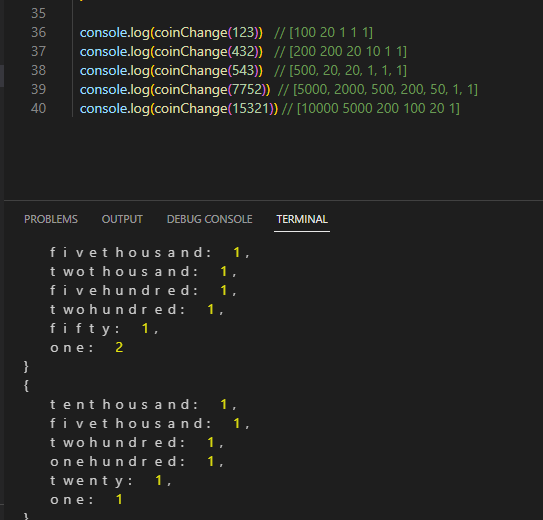 35
36 console.log(coinChange(123)) // [100 20 1 1 1]
37 console.log(coinChange(432)) // [200 200 20 10 1 1]
38 console.log(coinChange(543)) // [500, 20, 20, 1, 1, 1]
39 console.log(coinChange(7752)) // [5000, 2000, 500, 200, 50, 1, 1]
40 console.log(coinChange(15321)) // [10000 5000 200 100 20 1]
PROBLEMS OUTPUT DEBUG CONSOLE TERMINAL
fivethousand: 1,
twothousand: 1,
fivehundred: 1,
twohundred: 1,
fifty: 1,
one: 2
}
{
tenthousand: 1,
fivethousand: 1,
twohundred: 1,
onehundred: 1,
twenty: 1,
one: 1
}